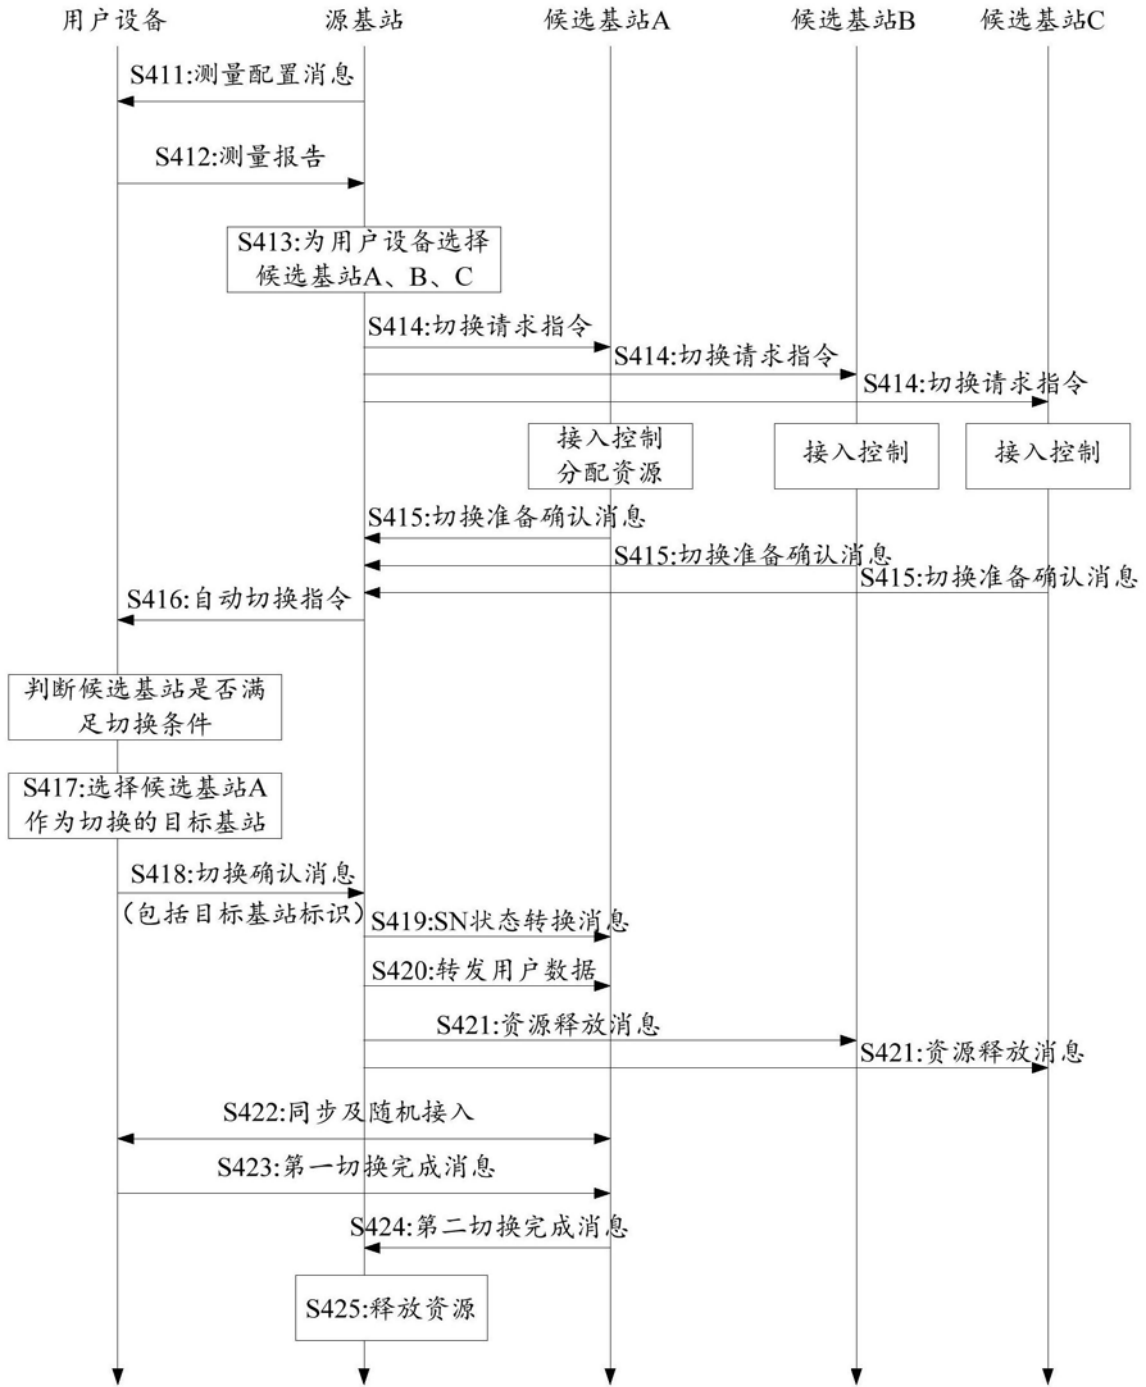 用户设备 源基站 候选基站A 候选基站B 候选基站C
S411:测量配置消息
S412:测量报告
S413:为用户设备选择
候选基站A、B、C
S414:切换请求指令
S414:切换请求指令
S414:切换请求指令
接入控制
分配资源
接入控制
接入控制
S415:切换准备确认消息
S415:切换准备确认消息
S415:切换准备确认消息
S416:自动切换指令
判断候选基站是否满
足切换条件
S417:选择候选基站A
作为切换的目标基站
S418:切换确认消息
（包括目标基站标识）
S419:SN状态转换消息
S420:转发用户数据
S421:资源释放消息
S421:资源释放消息
S422:同步及随机接入
S423:第一切换完成消息
S424:第二切换完成消息
S425:释放资源